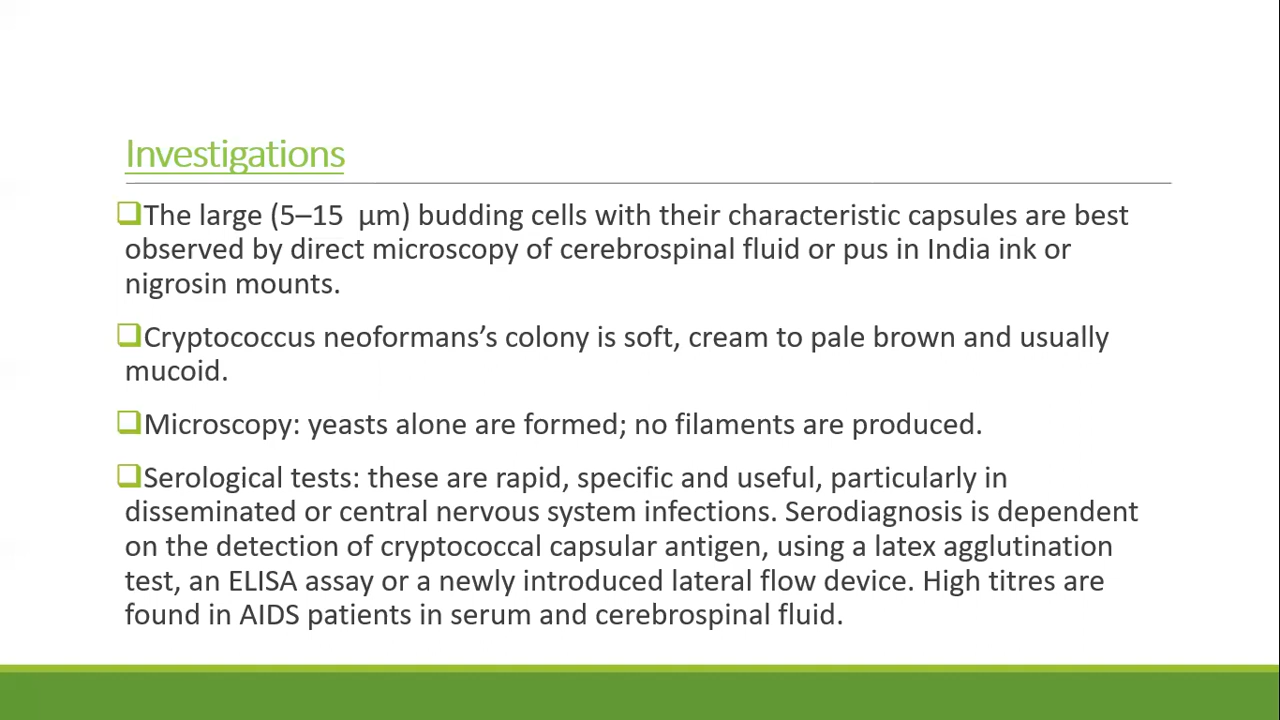 Investigations
❑The large (5–15  µm) budding cells with their characteristic capsules are best
observed by direct microscopy of cerebrospinal fluid or pus in India ink or
nigrosin mounts.
❑Cryptococcus neoformans’s colony is soft, cream to pale brown and usually
mucoid.
❑Microscopy: yeasts alone are formed; no filaments are produced.
❑Serological tests: these are rapid, specific and useful, particularly in
disseminated or central nervous system infections. Serodiagnosis is dependent
on the detection of cryptococcal capsular antigen, using a latex agglutination
test, an ELISA assay or a newly introduced lateral flow device. High titres are
found in AIDS patients in serum and cerebrospinal fluid.